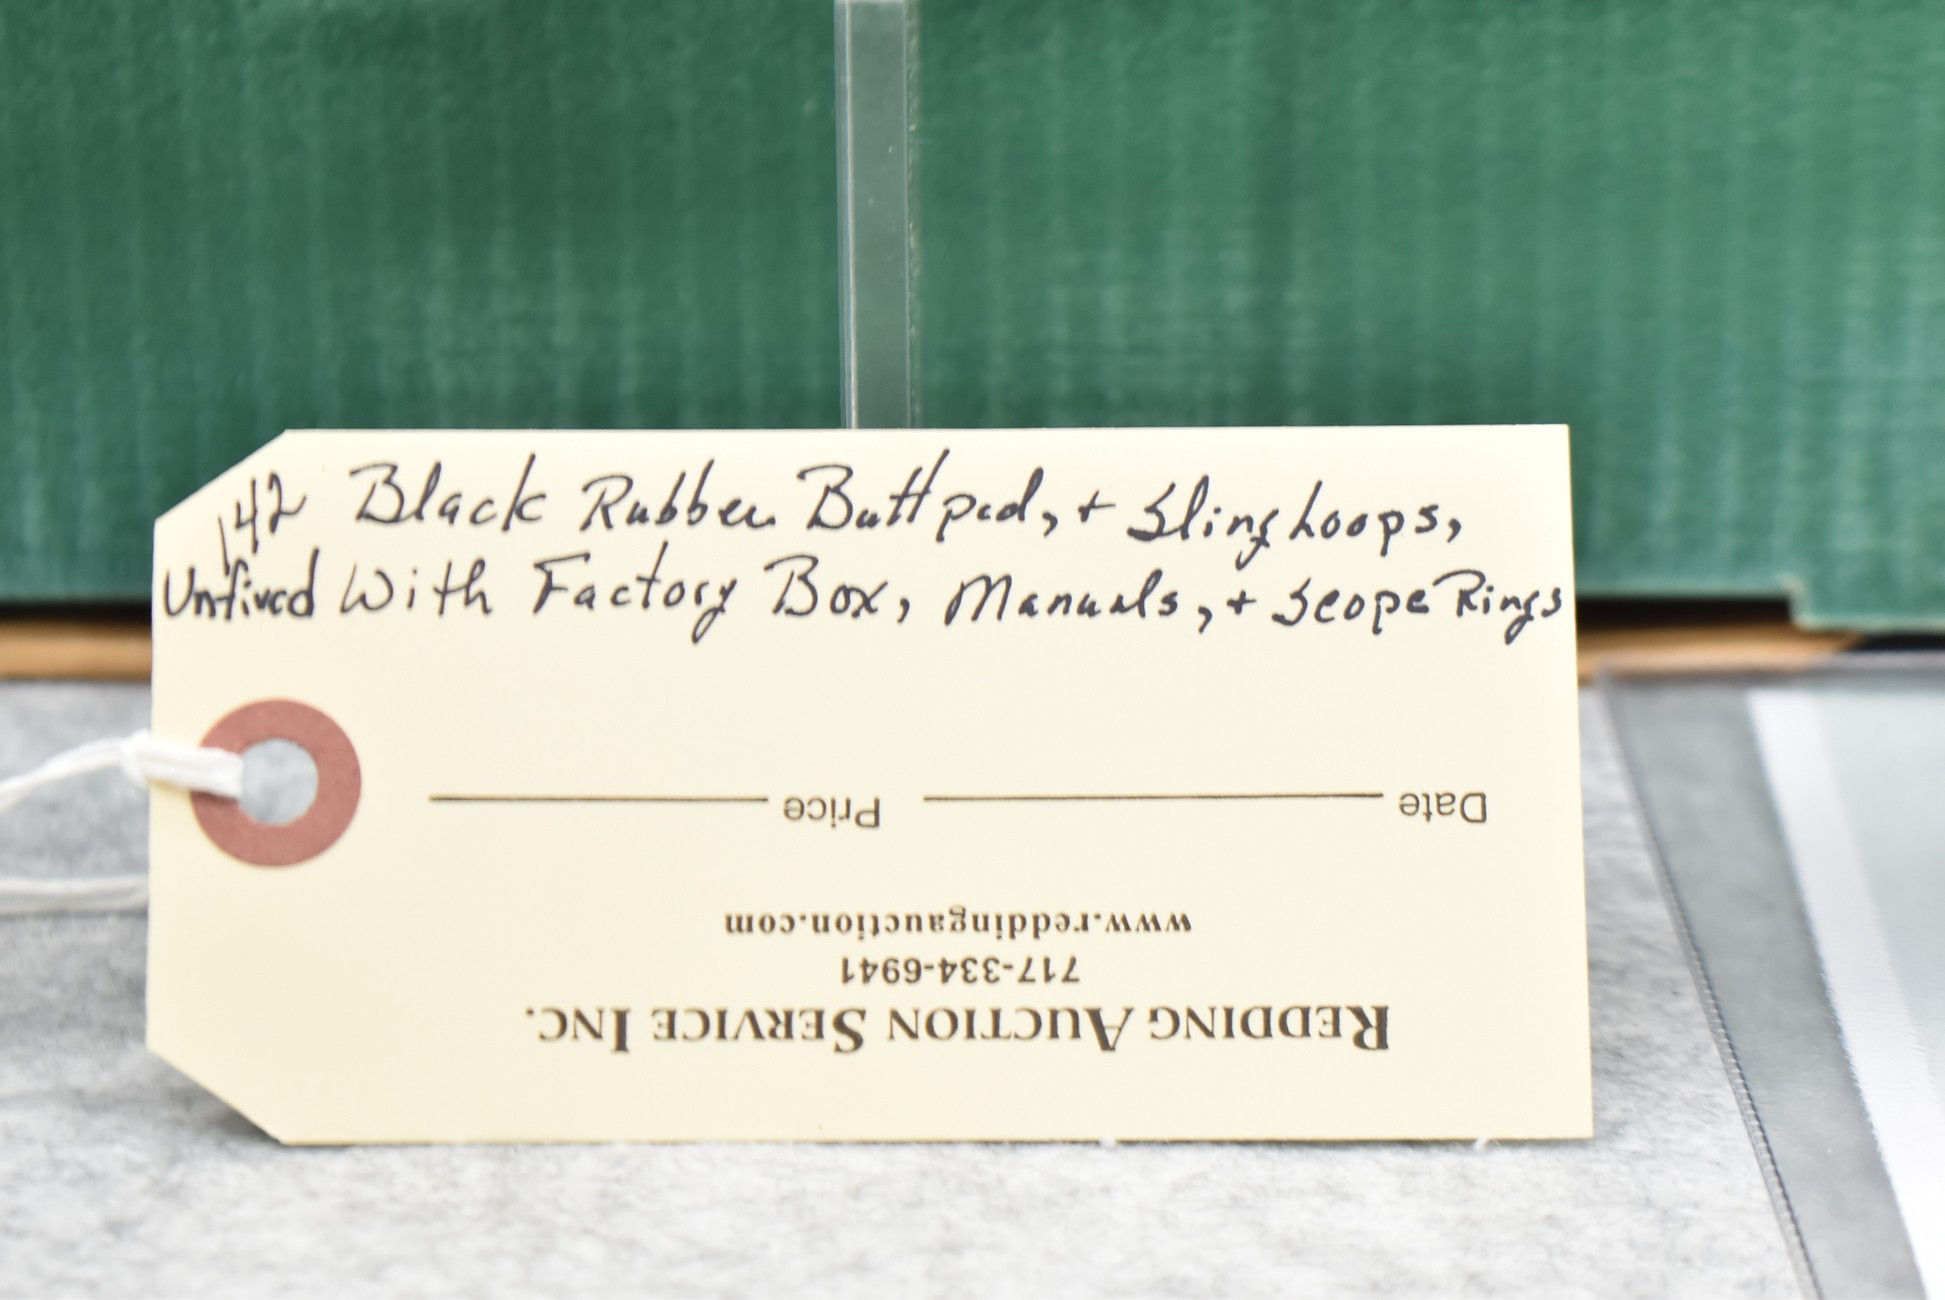 142 Black Rubber Buttpad, + Sling Loops,
Unfired With Factory Box, Manuals, + Scope Rings
REDDING AUCTION SERVICE INC.
717-334-6941
www.reddingauction.com
Date Price